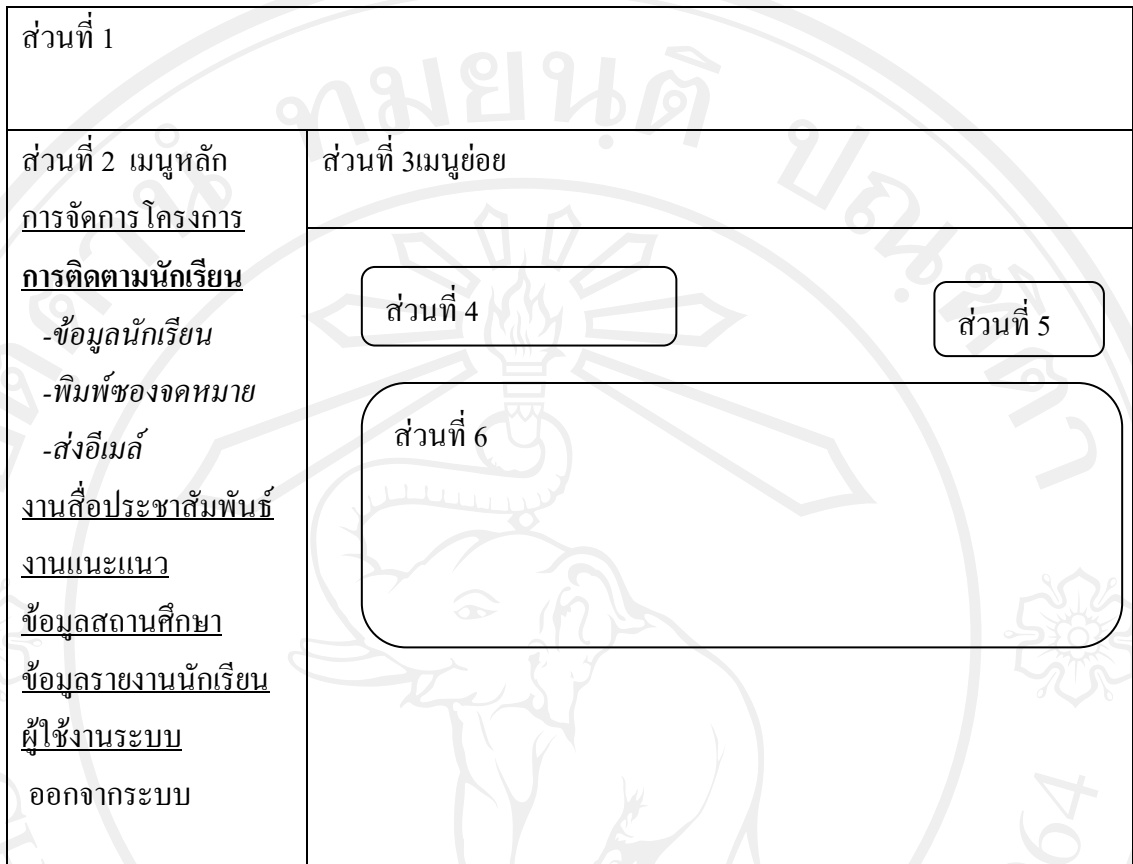 ส่วนที่ 1
ส่วนที่ 2 เมนูหลัก
การจัดการโครงการ
การติดตามนักเรียน
-ข้อมูลนักเรียน
-พิมพ์ซองจดหมาย
-ส่งอีเมล์
งานสื่อประชาสัมพันธ์
งานแนะแนว
ข้อมูลสถานศึกษา
ข้อมูลรายงานนักเรียน
ผู้ใช้งานระบบ
ออกจากระบบ
ส่วนที่ 3เมนูย่อย
ส่วนที่ 4
ส่วนที่ 5
ส่วนที่ 6